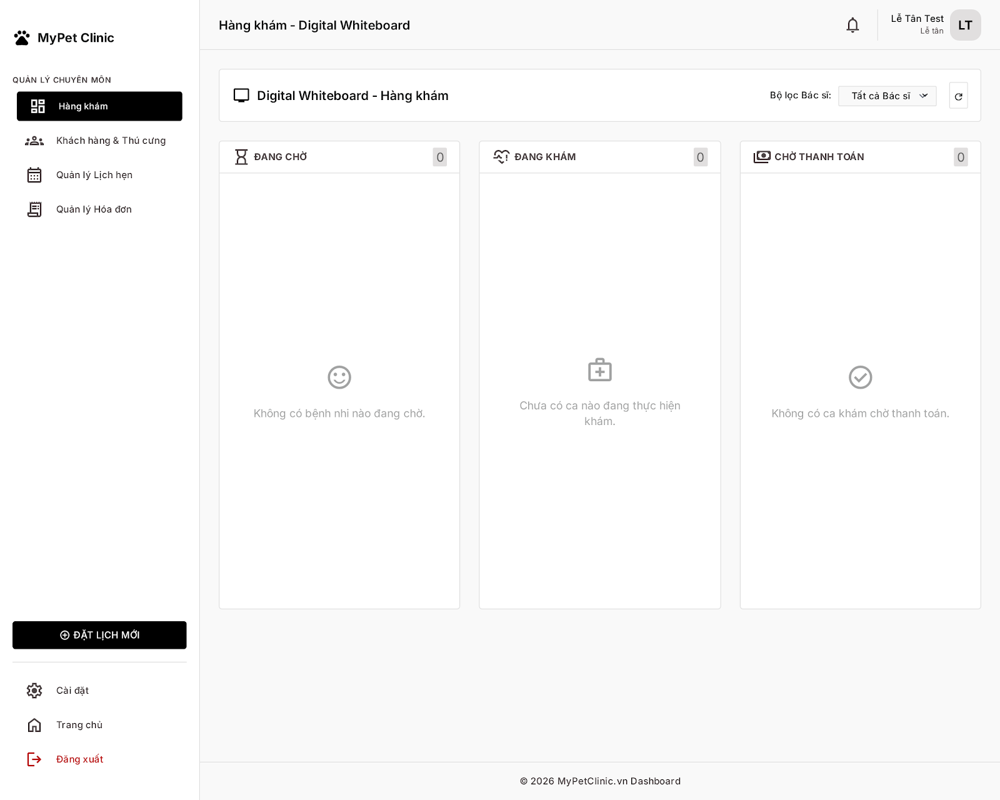 MyPet Clinic
QUẢN LÝ CHUYÊN MÔN
Hàng khám
Khách hàng & Thú cưng
Quản lý Lịch hẹn
Quản lý Hóa đơn
ĐẶT LỊCH MỚI
Cài đặt
Trang chủ
Đăng xuất
Hàng khám - Digital Whiteboard
Lễ Tân Test
Lễ tân
LT
Digital Whiteboard - Hàng khám
Bộ lọc Bác sĩ:
Tất cả Bác sĩ
ĐANG CHỜ
0
Không có bệnh nhi nào đang chờ.
ĐANG KHÁM
0
Chưa có ca nào đang thực hiện
khám.
CHỜ THANH TOÁN
0
Không có ca khám chờ thanh toán.
© 2026 MyPetClinic.vn Dashboard